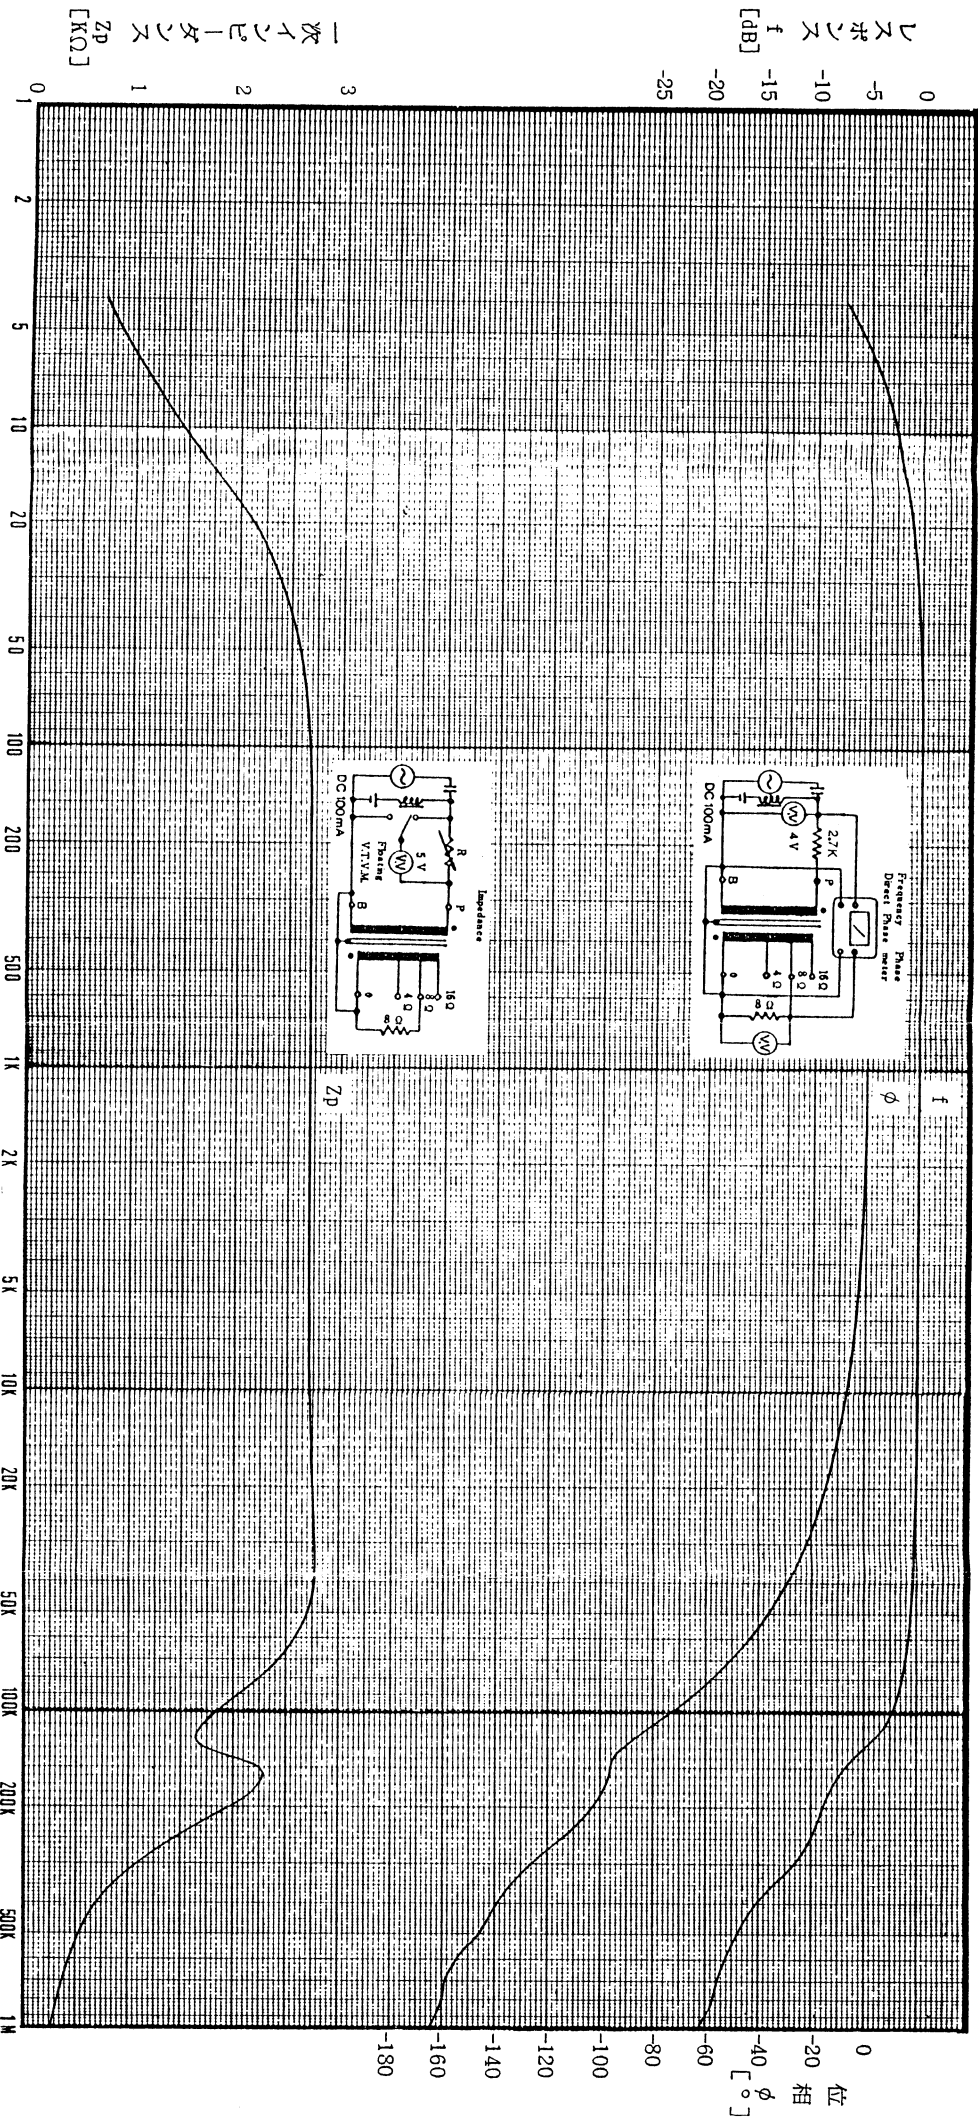 レスポンス
f
[dB]
0
-5
-10
-15
-20
-25
一次インピーダンス
Zp
[KΩ]
3
2
1
0
位相
φ
[°]
0
-20
-40
-60
-80
-100
-120
-140
-160
-180
f
φ
Zp
Frequency Phase
Direct Phase meter
2.7K
4V
DC 100mA
P
B
16Ω
8Ω
4Ω
0
8Ω
Impedance
R
5V
Floating
V.T.V.M.
DC 100mA
P
B
16Ω
8Ω
4Ω
0
8Ω
1
2
5
10
20
50
100
200
500
1K
2K
5K
10K
20K
50K
100K
200K
500K
1M